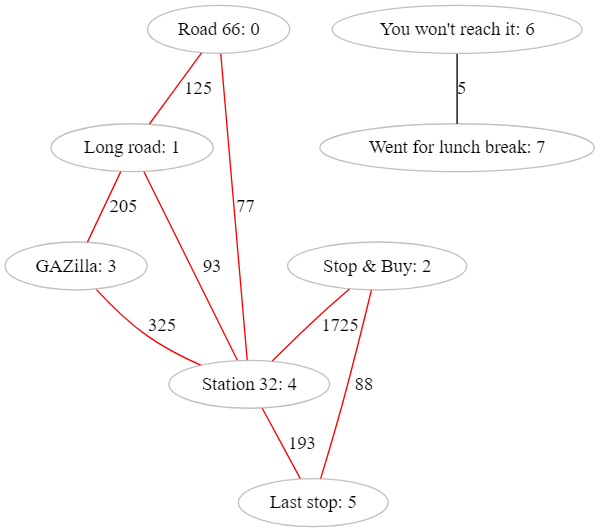 Road 66: 0
You won't reach it: 6
125
5
Long road: 1
Went for lunch break: 7
205
77
GAZilla: 3
93
Stop & Buy: 2
325
1725
Station 32: 4
88
193
Last stop: 5